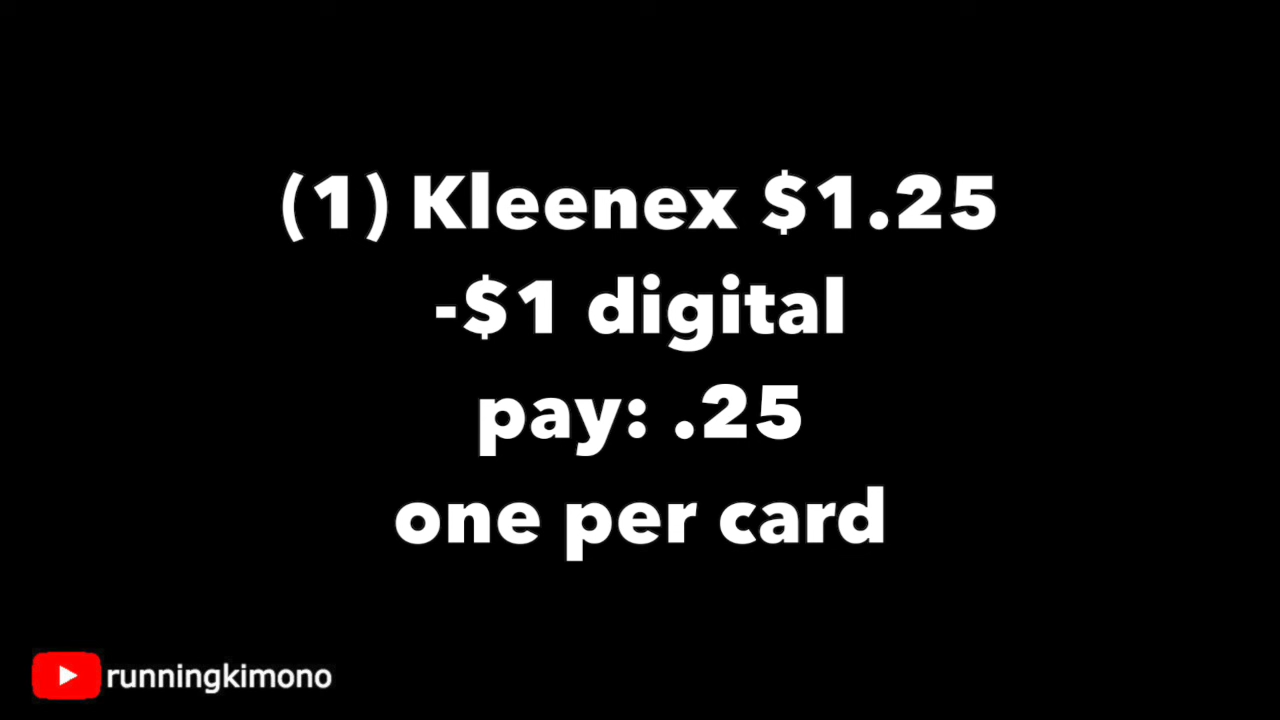 (1) Kleenex $1.25
-$1 digital
pay: .25
one per card
runningkimono